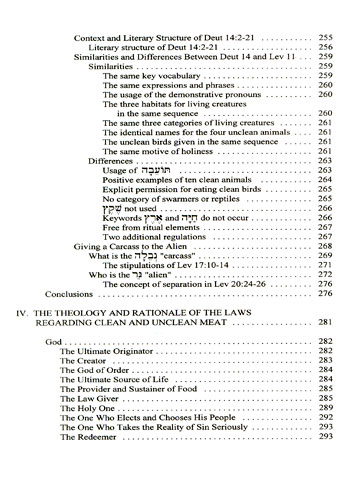 Context and Literary Structure of Deut 14:2-21 ........... 255
Literary structure of Deut 14:2-21 ................... 256
Similarities and Differences Between Deut 14 and Lev 11 ... 259
Similarities .................................... 259
The same key vocabulary ....................... 259
The same expressions and phrases ................ 260
The usage of the demonstrative pronouns ........... 260
The three habitats for living creatures
in the same sequence ......................... 260
The same three categories of living creatures ....... 261
The identical names for the four unclean animals .... 261
The unclean birds given in the same sequence ...... 261
The same motive of holiness ..................... 261
Differences ..................................... 263
Usage of תּוֹעֵבָה ........................... 263
Positive examples of ten clean animals ............ 264
Explicit permission for eating clean birds .......... 265
No category of swarmers or reptiles .............. 265
שֶׁקֶץ not used ............................... 266
Keywords אֶרֶץ and חַיָּה do not occur ............ 266
Free from ritual elements ....................... 267
Two additional regulations ..................... 267
Giving a Carcass to the Alien ....................... 268
What is the נְבֵלָה "carcass" ..................... 269
The stipulations of Lev 17:10-14 ................. 271
Who is the גֵּר "alien" .......................... 272
The concept of separation in Lev 20:24-26 .......... 276
Conclusions ....................................... 276
IV. THE THEOLOGY AND RATIONALE OF THE LAWS
REGARDING CLEAN AND UNCLEAN MEAT ................ 281
God ............................................. 282
The Ultimate Originator ............................ 282
The Creator ..................................... 283
The God of Order ................................. 284
The Ultimate Source of Life ........................ 284
The Provider and Sustainer of Food .................. 285
The Law Giver .................................... 285
The Holy One ..................................... 289
The One Who Elects and Chooses His People ........... 292
The One Who Takes the Reality of Sin Seriously ........ 293
The Redeemer .................................... 293